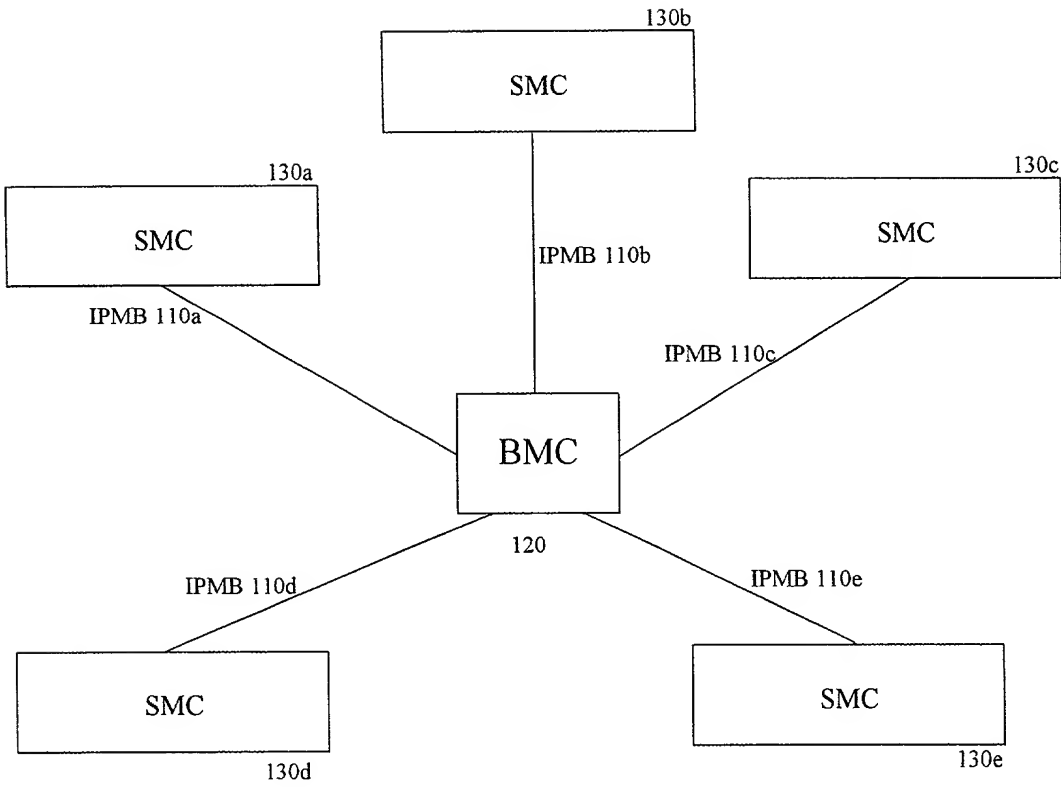 130b
SMC
130a
SMC
130c
SMC
IPMB 110b
IPMB 110a
IPMB 110c
BMC
120
IPMB 110d
IPMB 110e
SMC
130d
SMC
130e